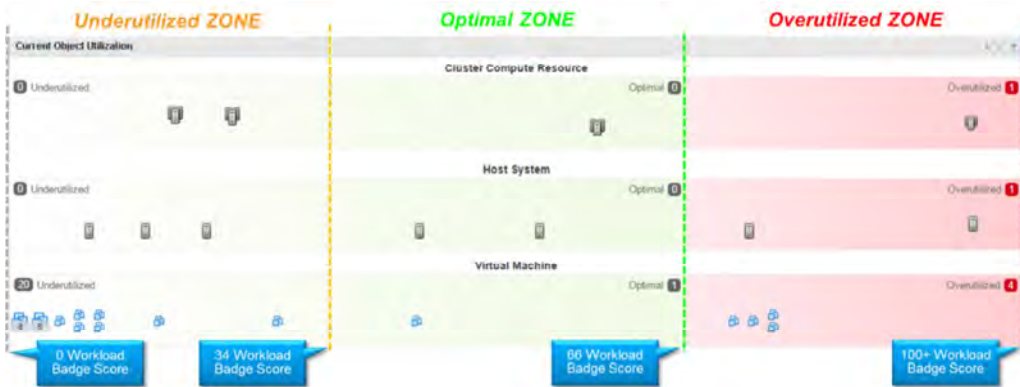 Underutilized ZONE Optimal ZONE Overutilized ZONE
Current Object Utilization
Cluster Compute Resource
0 Underutilized Optimal 0 Overutilized 1
Host System
0 Underutilized Optimal 0 Overutilized 1
Virtual Machine
20 Underutilized Optimal 1 Overutilized 4
0 Workload 34 Workload 66 Workload 100+ Workload
Badge Score Badge Score Badge Score Badge Score